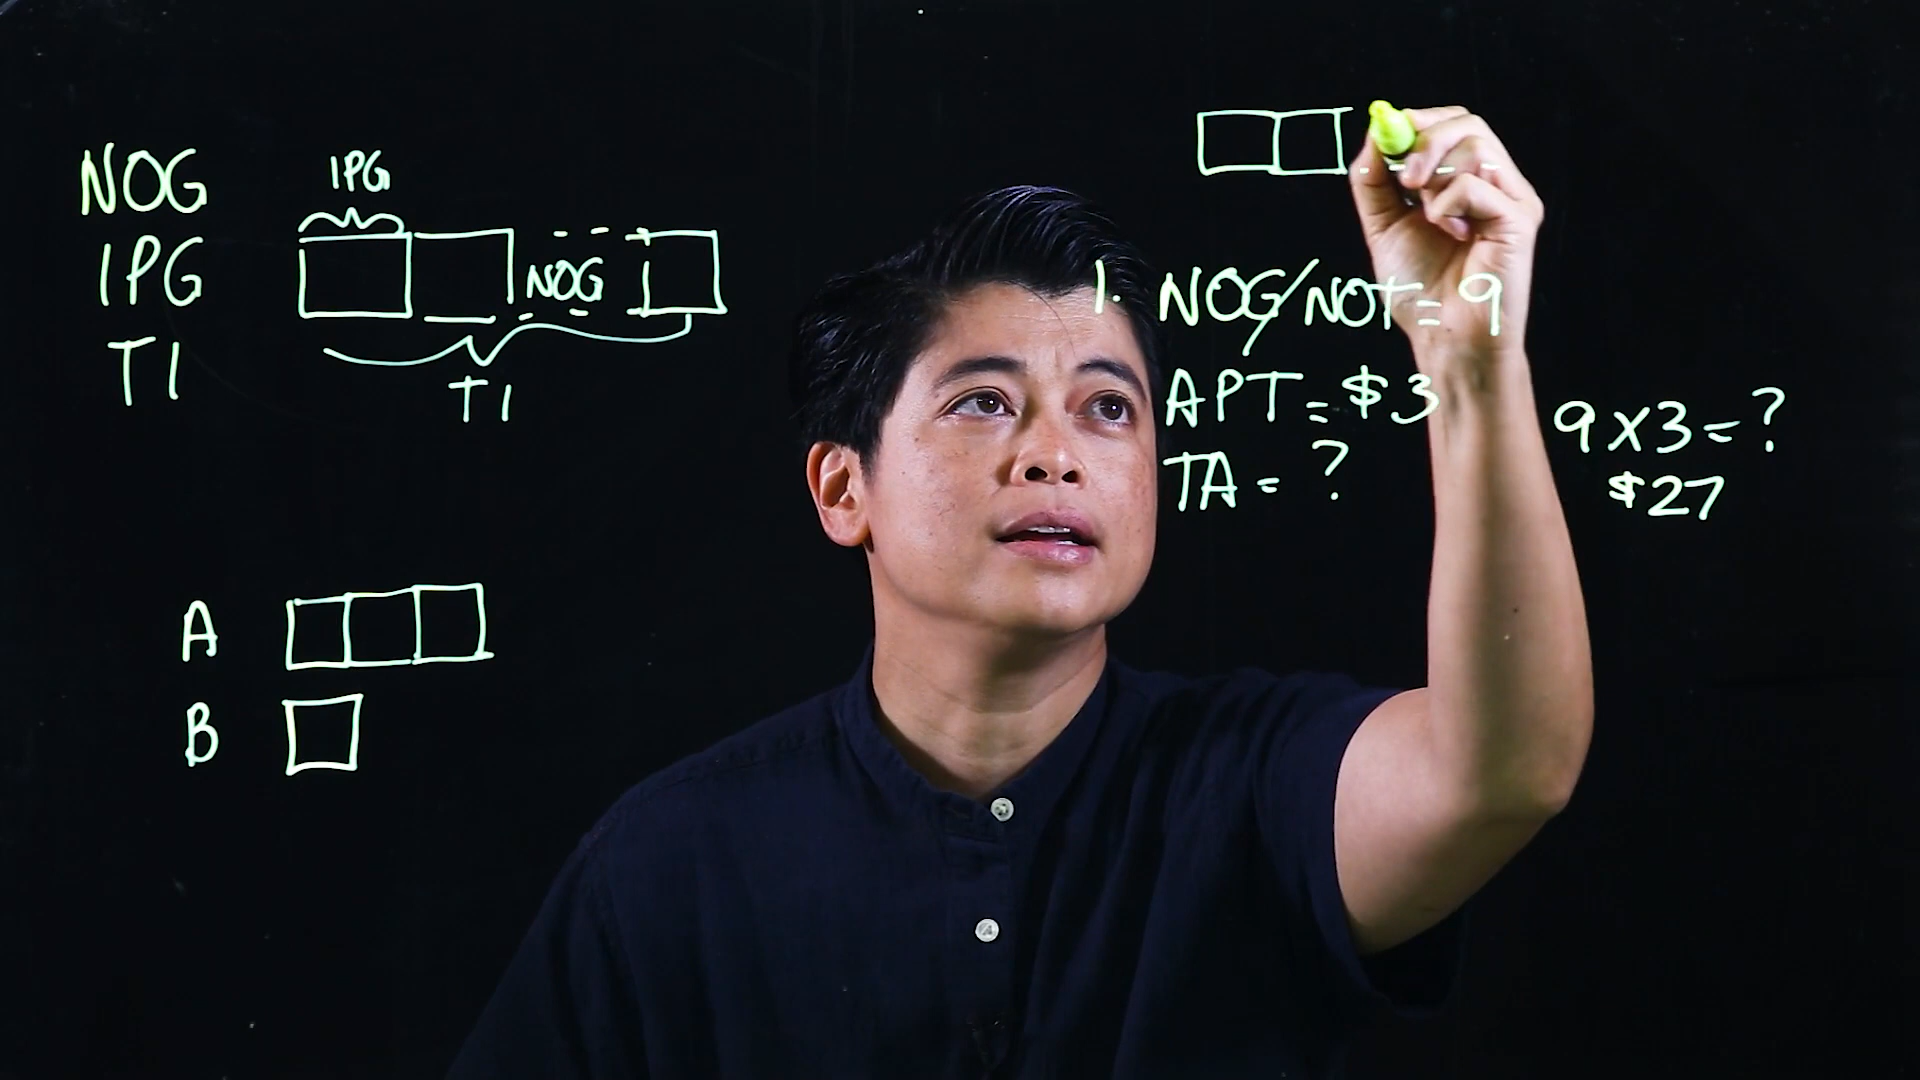 NOG
IPG
TI
IPG
NOG
TI
A
B
1. NOG/NOT = 9
APT = $3
TA = ?
9 x 3 = ?
$27